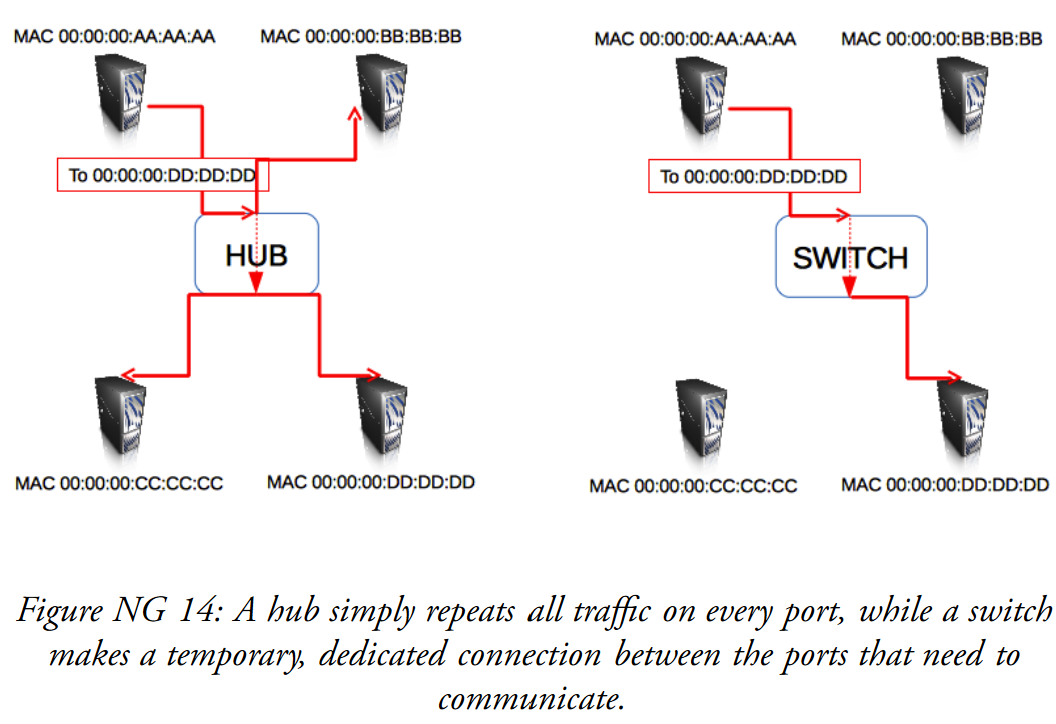 MAC 00:00:00:AA:AA:AA
MAC 00:00:00:BB:BB:BB
To 00:00:00:DD:DD:DD
HUB
MAC 00:00:00:CC:CC:CC
MAC 00:00:00:DD:DD:DD
MAC 00:00:00:AA:AA:AA
MAC 00:00:00:BB:BB:BB
To 00:00:00:DD:DD:DD
SWITCH
MAC 00:00:00:CC:CC:CC
MAC 00:00:00:DD:DD:DD
Figure NG 14: A hub simply repeats all traffic on every port, while a switch
makes a temporary, dedicated connection between the ports that need to
communicate.